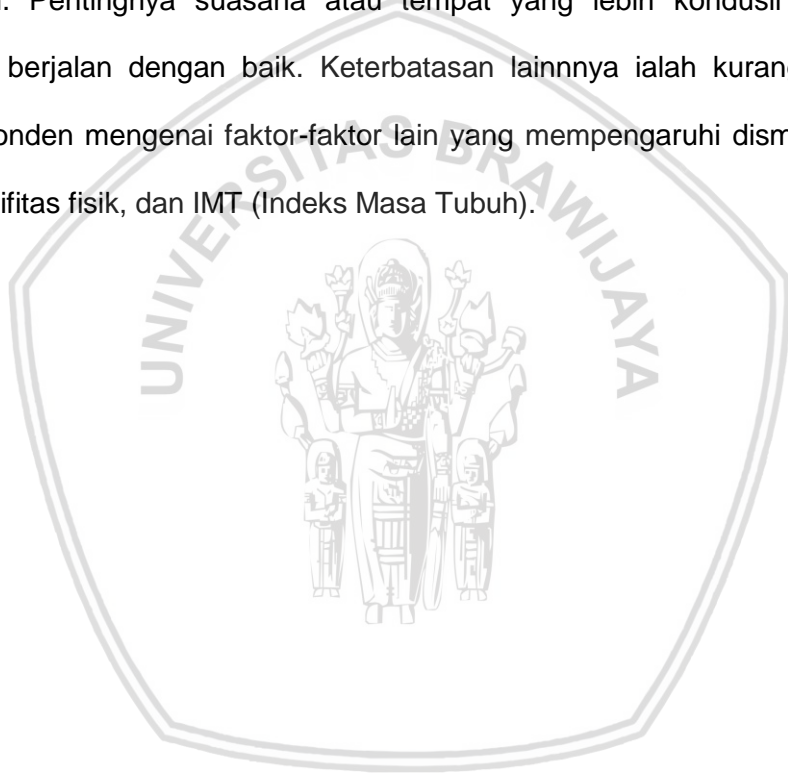 Pentingnya suasana atau tempat yang lebih kondusif
berjalan dengan baik. Keterbatasan lainnnya ialah
mengenai faktor-faktor lain yang mempengaruhi
fisik, dan IMT (Indeks Masa Tubuh).
UNIVERSITAS BRAWIJAYA